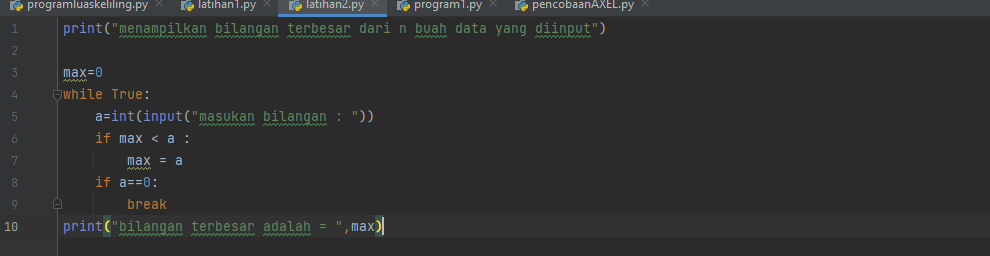 programluaskeliling.py latihan1.py latihan2.py program1.py pencobaanAXEL.py
1 print("menampilkan bilangan terbesar dari n buah data yang diinput")
2
3 max=0
4 while True:
5     a=int(input("masukan bilangan : "))
6     if max < a :
7         max = a
8     if a==0:
9         break
10 print("bilangan terbesar adalah = ",max)